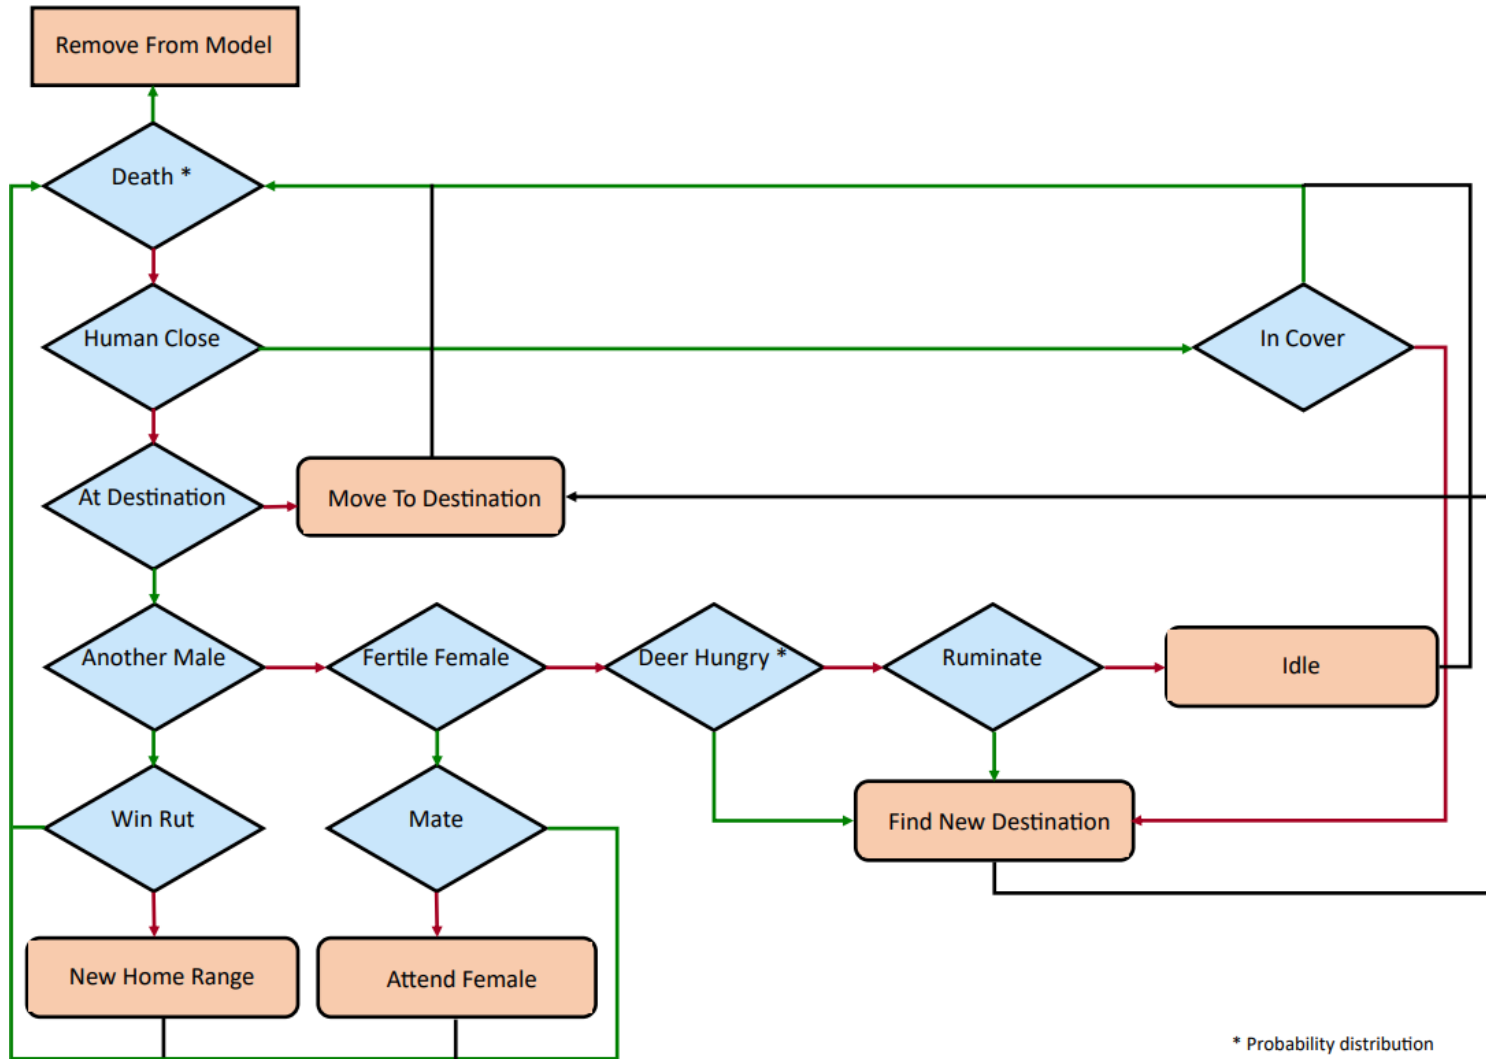 Remove From Model
Death *
Human Close
In Cover
At Destination
Move To Destination
Another Male
Fertile Female
Deer Hungry *
Ruminate
Idle
Win Rut
Mate
Find New Destination
New Home Range
Attend Female
* Probability distribution